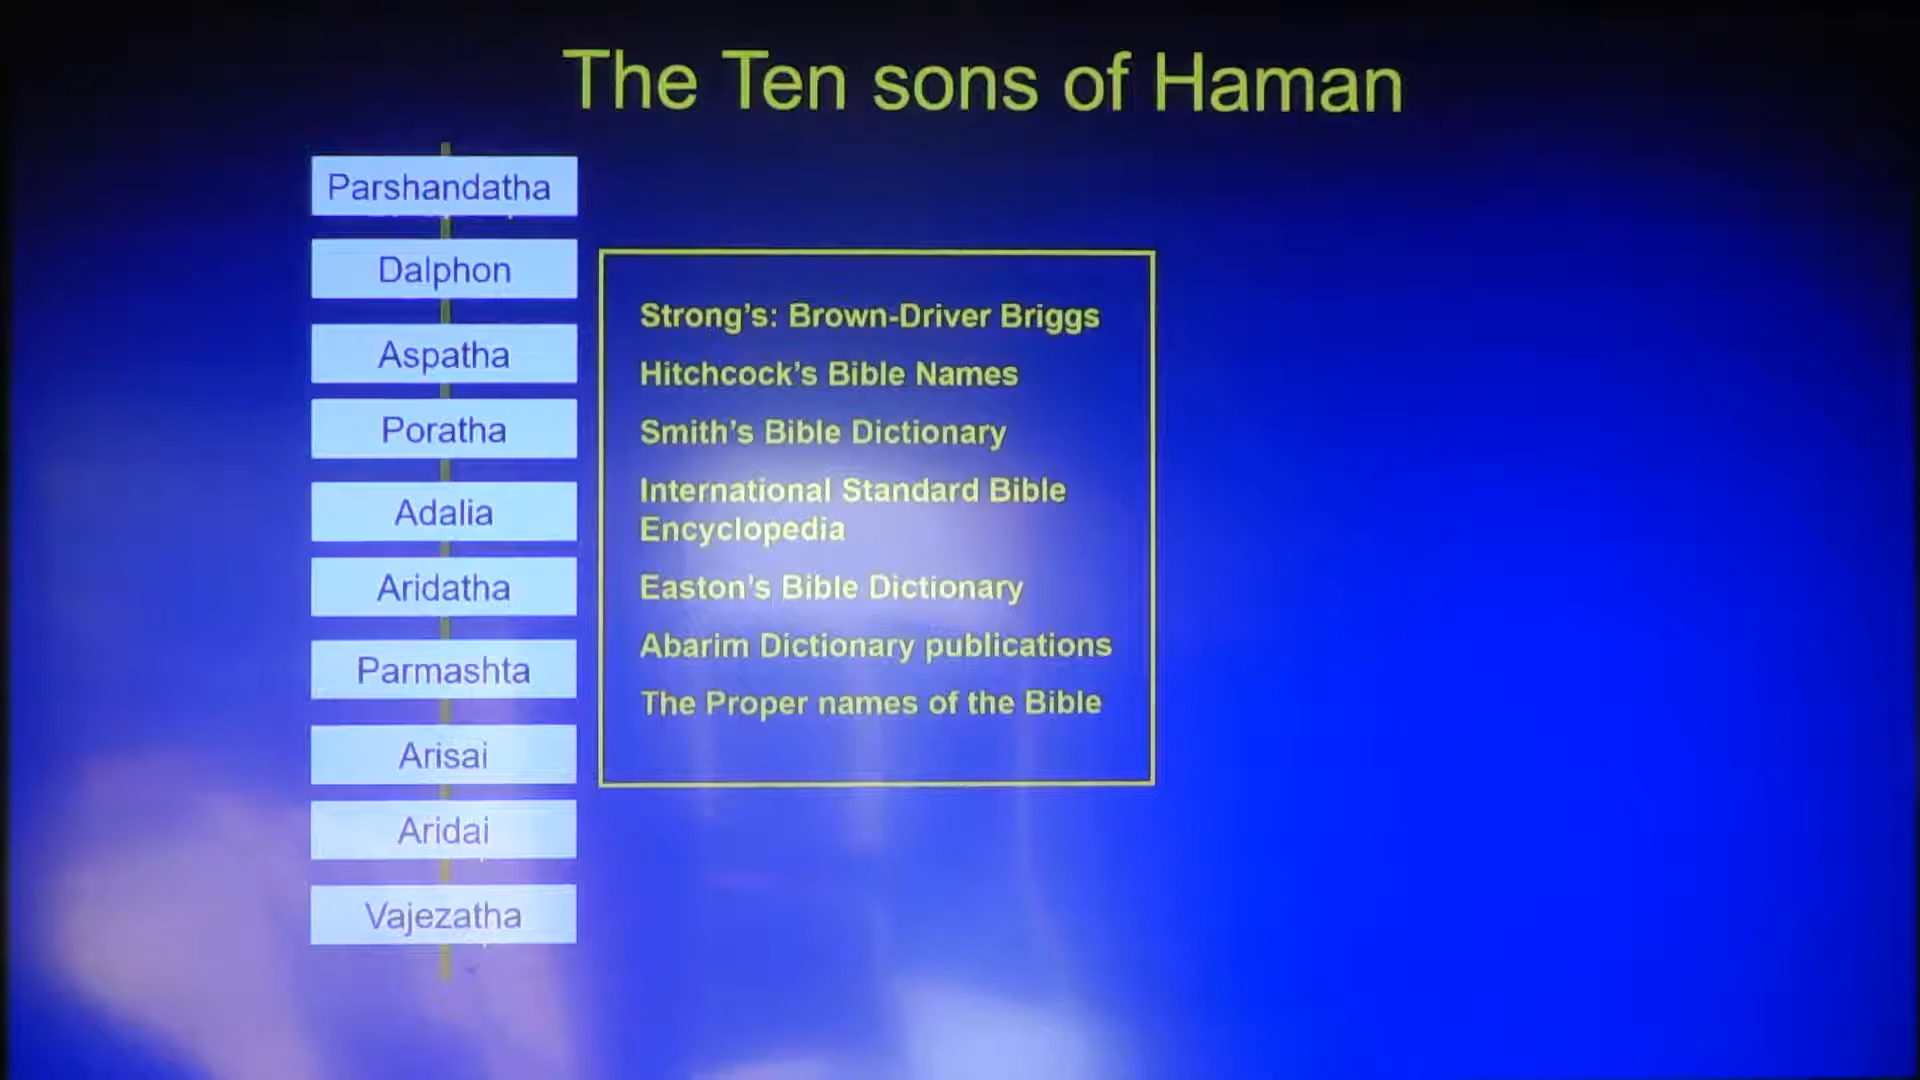 The Ten sons of Haman
Parshandatha
Dalphon
Aspatha
Poratha
Adalia
Aridatha
Parmashta
Arisai
Aridai
Vajezatha
Strong's: Brown-Driver Briggs
Hitchcock's Bible Names
Smith's Bible Dictionary
International Standard Bible
Encyclopedia
Easton's Bible Dictionary
Abarim Dictionary publications
The Proper names of the Bible